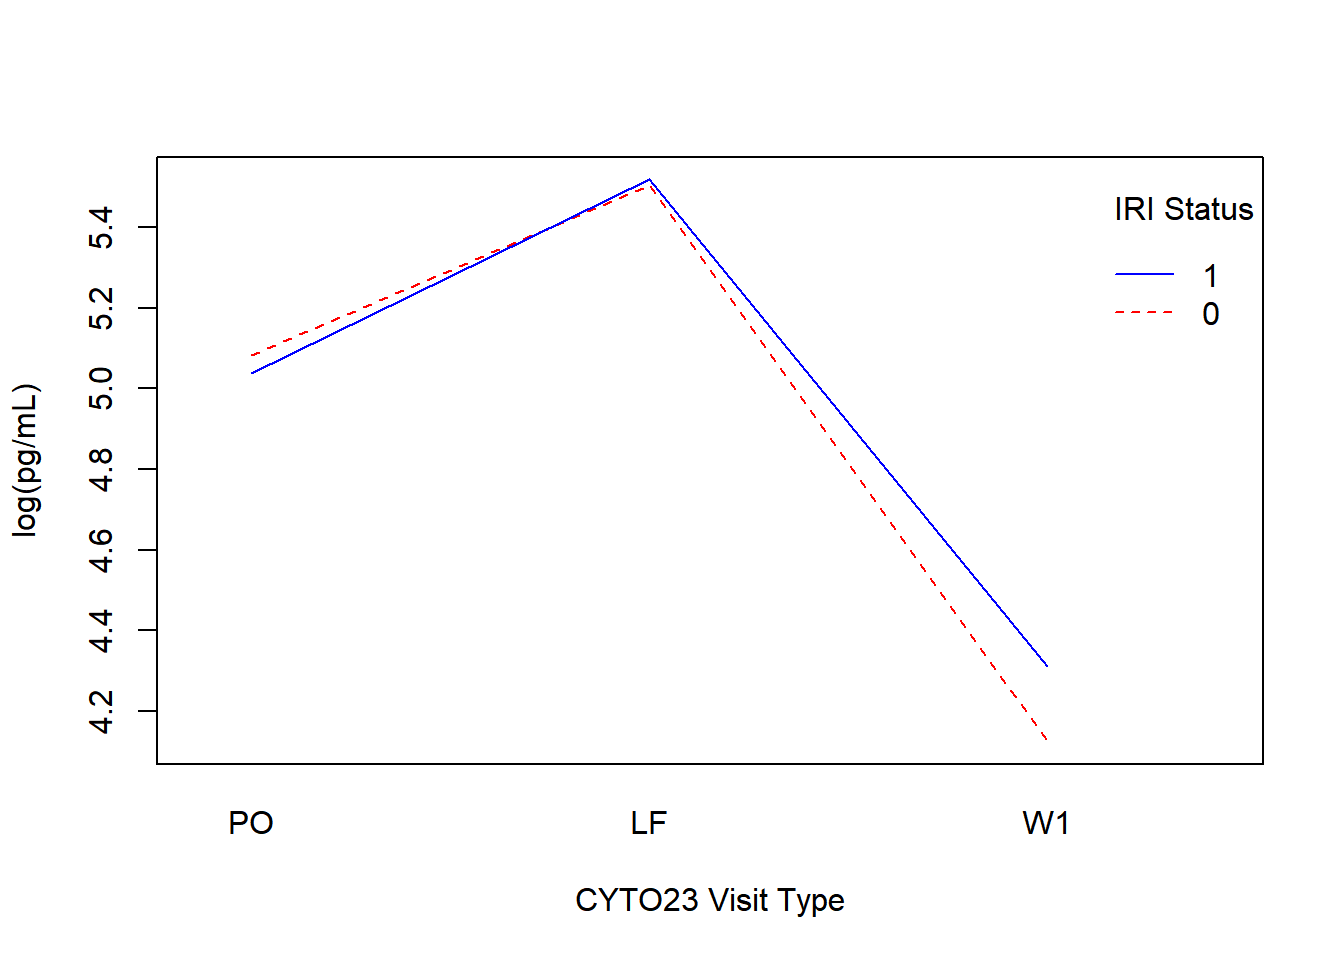 IRI Status
1
0
5.4
5.2
5.0
4.8
4.6
4.4
4.2
log(pg/mL)
PO LF W1
CYTO23 Visit Type